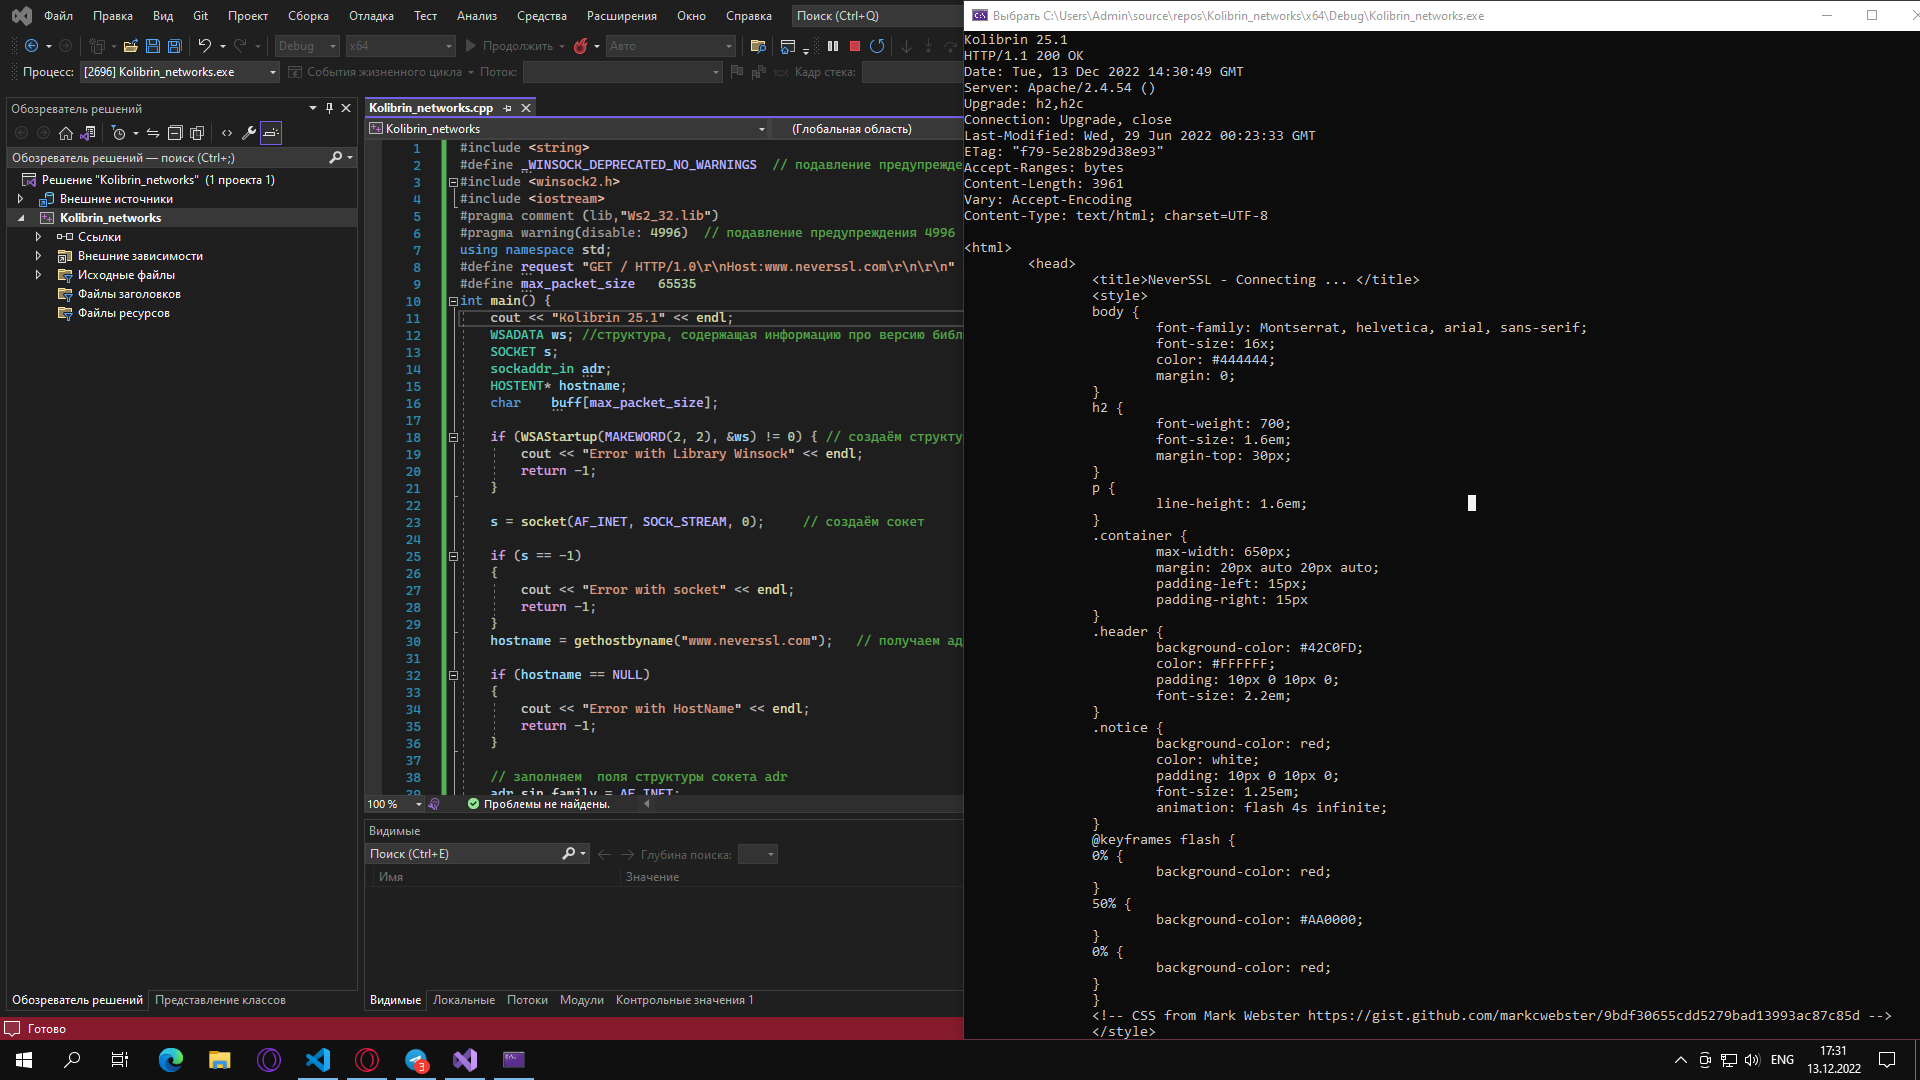 Файл Правка Вид Git Проект Сборка Отладка Тест Анализ Средства Расширения Окно Справка Поиск (Ctrl+Q)
Debug x64 Продолжить Авто
Процесс: [2696] Kolibrin_networks.exe События жизненного цикла Поток: Кадр стека:
Обозреватель решений
Обозреватель решений — поиск (Ctrl+;)
Решение "Kolibrin_networks" (1 проекта 1)
Внешние источники
Kolibrin_networks
Ссылки
Внешние зависимости
Исходные файлы
Файлы заголовков
Файлы ресурсов
Обозреватель решений Представление классов
Kolibrin_networks.cpp
Kolibrin_networks (Глобальная область)
1 #include <string>
2 #define _WINSOCK_DEPRECATED_NO_WARNINGS // подавление предупрежде
3 #include <winsock2.h>
4 #include <iostream>
5 #pragma comment (lib,"Ws2_32.lib")
6 #pragma warning(disable: 4996) // подавление предупреждения 4996
7 using namespace std;
8 #define request "GET / HTTP/1.0\r\nHost:www.neverssl.com\r\n\r\n"
9 #define max_packet_size 65535
10 int main() {
11 cout << "Kolibrin 25.1" << endl;
12 WSADATA ws; //структура, содержащая информацию про версию библ
13 SOCKET s;
14 sockaddr_in adr;
15 HOSTENT* hostname;
16 char buff[max_packet_size];
17
18 if (WSAStartup(MAKEWORD(2, 2), &ws) != 0) { // создаём структу
19 cout << "Error with Library Winsock" << endl;
20 return -1;
21 }
22
23 s = socket(AF_INET, SOCK_STREAM, 0); // создаём сокет
24
25 if (s == -1)
26 {
27 cout << "Error with socket" << endl;
28 return -1;
29 }
30 hostname = gethostbyname("www.neverssl.com"); // получаем ад
31
32 if (hostname == NULL)
33 {
34 cout << "Error with HostName" << endl;
35 return -1;
36 }
37
38 // заполняем поля структуры сокета adr
39 adr.sin_family = AF_INET;
100 % Проблемы не найдены.
Видимые
Поиск (Ctrl+E) Глубина поиска:
Имя Значение
Видимые Локальные Потоки Модули Контрольные значения 1
Готово
Выбрать C:\Users\Admin\source\repos\Kolibrin_networks\x64\Debug\Kolibrin_networks.exe
Kolibrin 25.1
HTTP/1.1 200 OK
Date: Tue, 13 Dec 2022 14:30:49 GMT
Server: Apache/2.4.54 ()
Upgrade: h2,h2c
Connection: Upgrade, close
Last-Modified: Wed, 29 Jun 2022 00:23:33 GMT
ETag: "f79-5e28b29d38e93"
Accept-Ranges: bytes
Content-Length: 3961
Vary: Accept-Encoding
Content-Type: text/html; charset=UTF-8
<html>
<head>
<title>NeverSSL - Connecting ... </title>
<style>
body {
font-family: Montserrat, helvetica, arial, sans-serif;
font-size: 16x;
color: #444444;
margin: 0;
}
h2 {
font-weight: 700;
font-size: 1.6em;
margin-top: 30px;
}
p {
line-height: 1.6em;
}
.container {
max-width: 650px;
margin: 20px auto 20px auto;
padding-left: 15px;
padding-right: 15px
}
.header {
background-color: #42C0FD;
color: #FFFFFF;
padding: 10px 0 10px 0;
font-size: 2.2em;
}
.notice {
background-color: red;
color: white;
padding: 10px 0 10px 0;
font-size: 1.25em;
animation: flash 4s infinite;
}
@keyframes flash {
0% {
background-color: red;
}
50% {
background-color: #AA0000;
}
0% {
background-color: red;
}
}
<!-- CSS from Mark Webster https://gist.github.com/markcwebster/9bdf30655cdd5279bad13993ac87c85d -->
</style>
3
ENG
17:31
13.12.2022